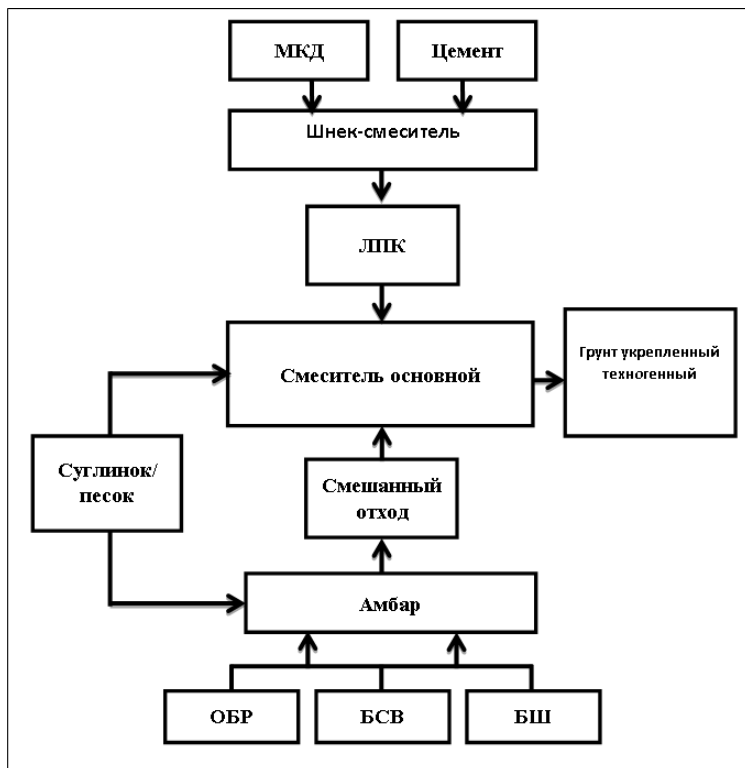 МКД
Цемент
Шнек-смеситель
ЛПК
Смеситель основной
Грунт укрепленный
техногенный
Суглинок/
песок
Смешанный
отход
Амбар
ОБР
БСВ
БШ